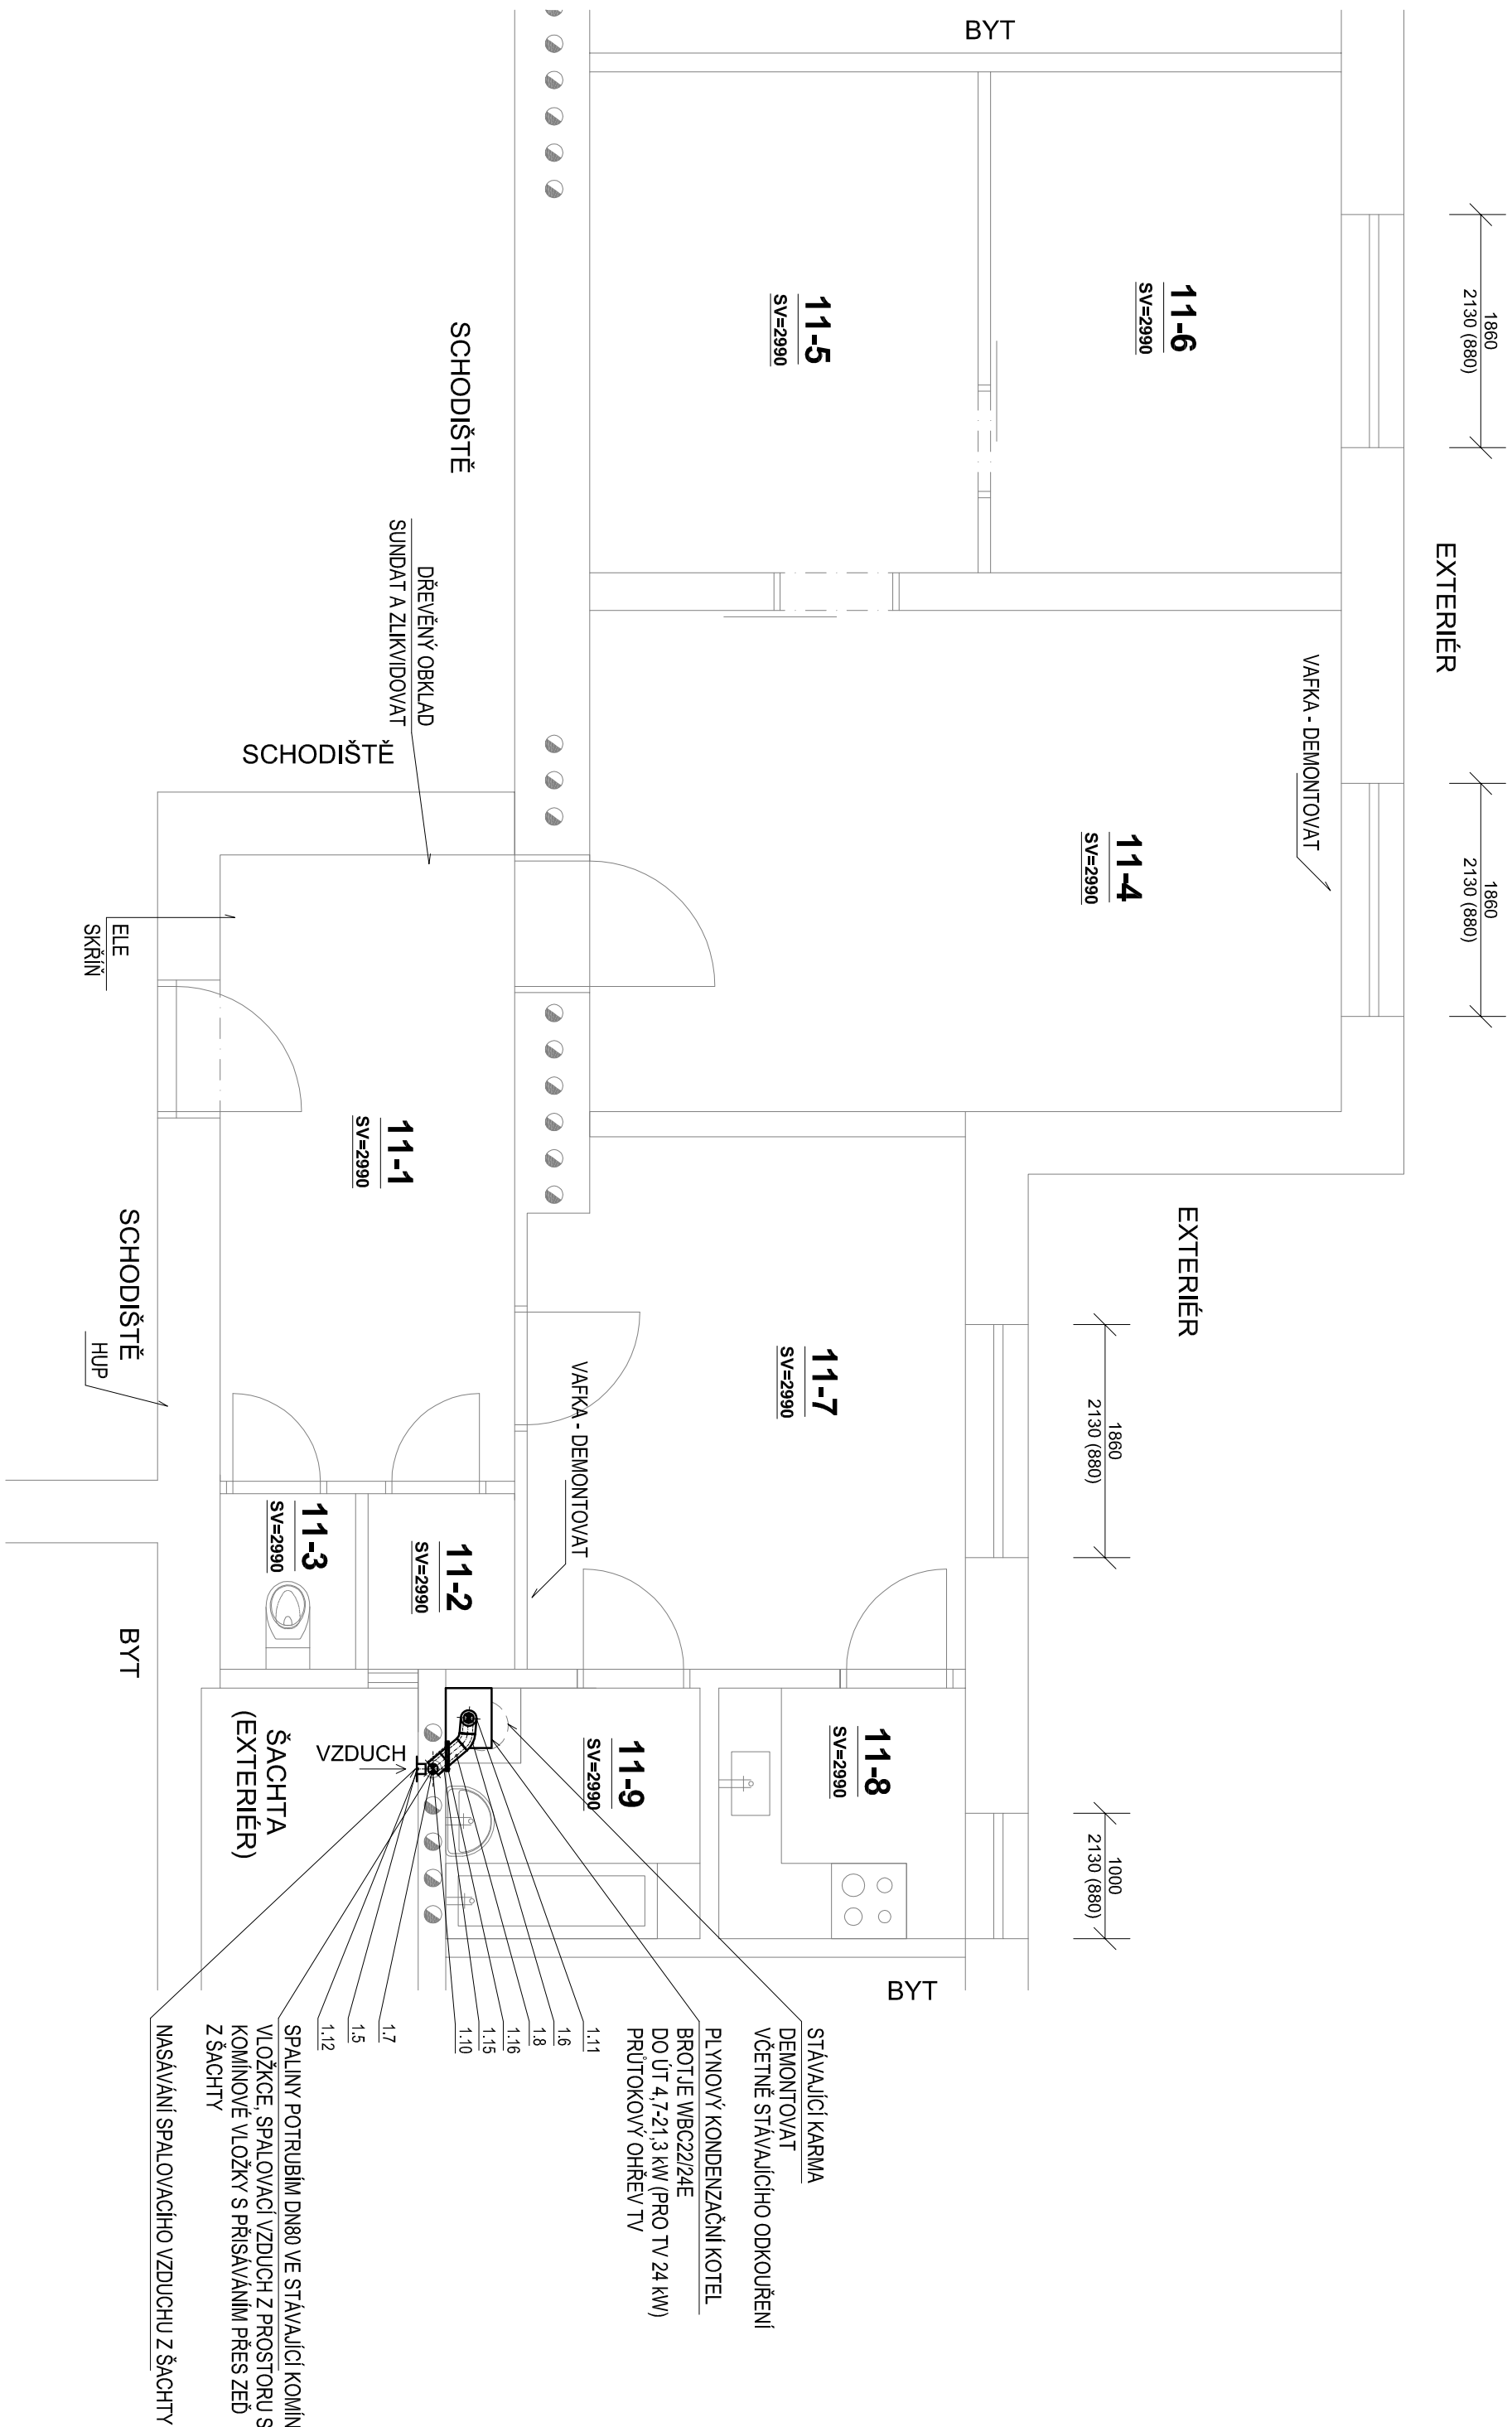 BYT
1860
2130 (880)
EXTERIÉR
1860
2130 (880)
11-6
SV=2990
11-5
SV=2990
VAFKA - DEMONTOVAT
11-4
SV=2990
SCHODIŠTĚ
DŘEVĚNÝ OBKLAD
SUNDAT A ZLIKVIDOVAT
SCHODIŠTĚ
ELE
SKŘÍŇ
11-1
SV=2990
EXTERIÉR
SCHODIŠTĚ
HUP
1860
2130 (880)
11-7
SV=2990
VAFKA - DEMONTOVAT
11-3
SV=2990
11-2
SV=2990
BYT
ŠACHTA
(EXTERIÉR)
VZDUCH
11-9
SV=2990
11-8
SV=2990
1000
2130 (880)
BYT
STÁVAJÍCÍ KARMA
DEMONTOVAT
VČETNĚ STÁVAJÍCÍHO ODKOUŘENÍ
PLYNOVÝ KONDENZAČNÍ KOTEL
BROTJE WBC22/24E
DO ÚT 4,7-21,3 kW (PRO TV 24 kW)
PRŮTOKOVÝ OHŘEV TV
1.11
1.6
1.8
1.16
1.15
1.10
1.7
1.5
1.12
SPALINY POTRUBÍM DN80 VE STÁVAJÍCÍ KOMÍN
VLOŽKCE, SPALOVACÍ VZDUCH Z PROSTORU S
KOMÍNOVÉ VLOŽKY S PŘISÁVÁNÍM PŘES ZEĎ
Z ŠACHTY
NASÁVÁNÍ SPALOVACÍHO VZDUCHU Z ŠACHTY